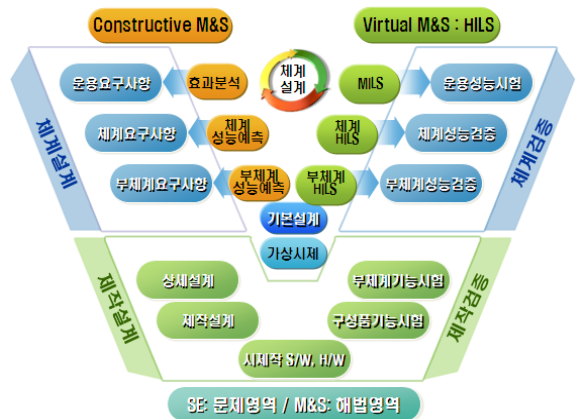 Constructive M&S
Virtual M&S : HILS
체계
설계
운용요구사항
효과분석
MILS
운용성능시험
체계요구사항
체계
성능예측
체계
HILS
체계성능검증
부체계요구사항
부체계
성능예측
부체계
HILS
부체계성능검증
체계설계
체계검증
기본설계
가상시제
상세설계
부체계기능시험
제작설계
구성품기능시험
시제작 S/W, H/W
제작설계
제작검증
SE: 문제영역 / M&S: 해법영역